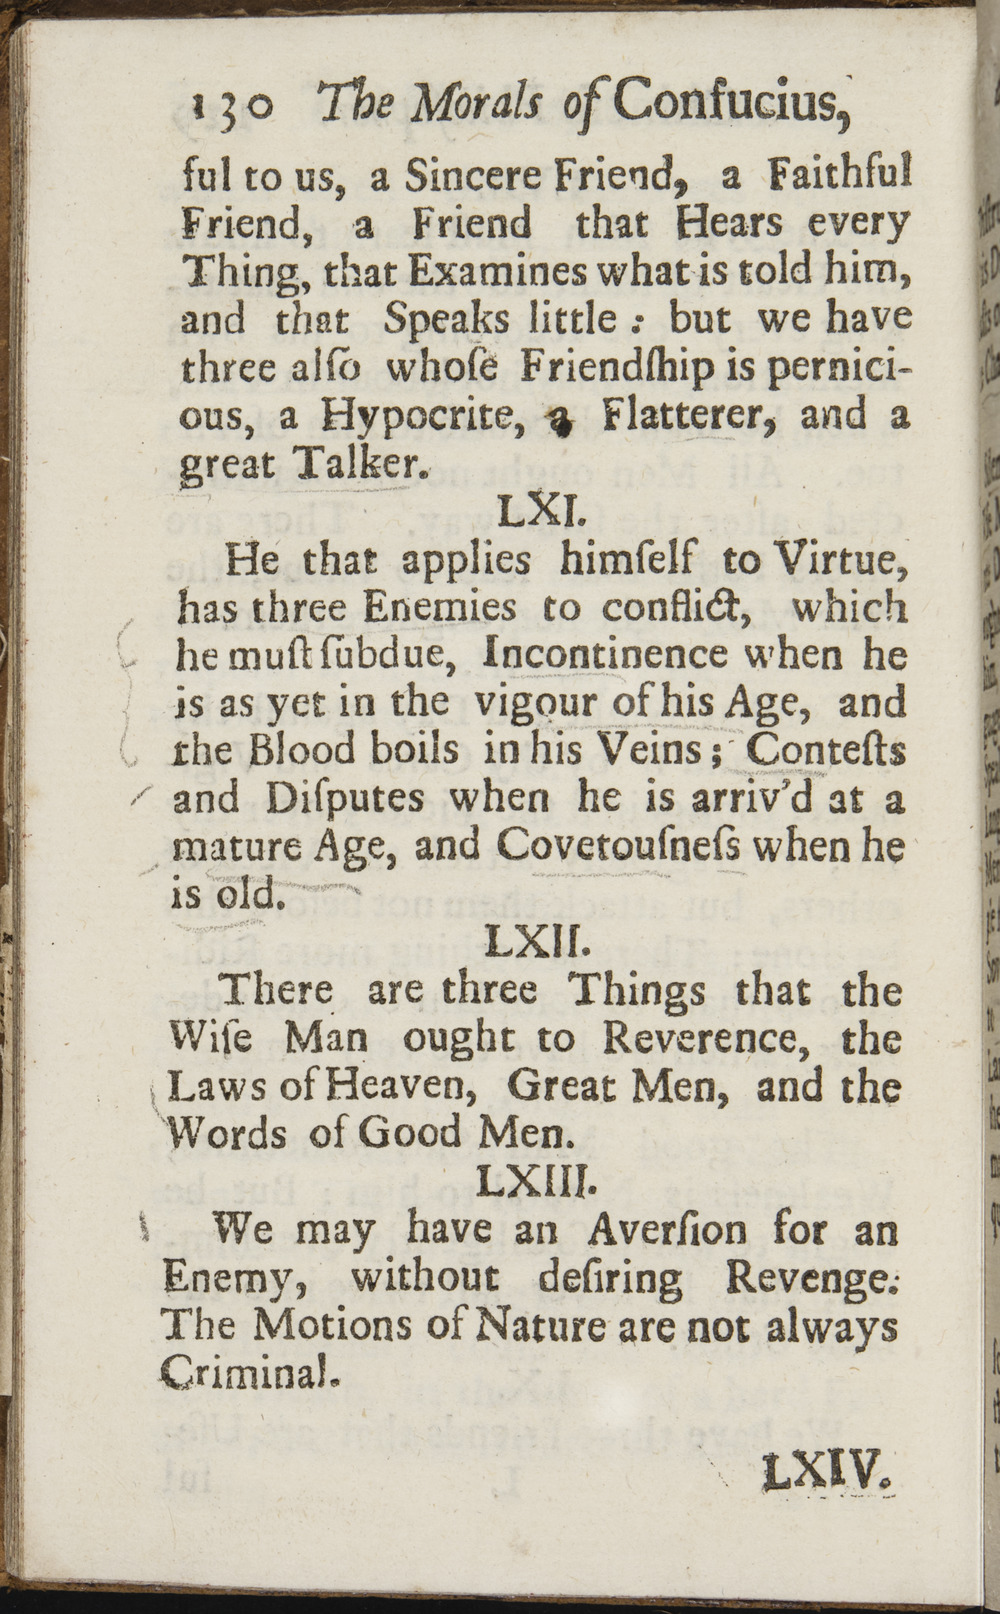 130 The Morals of Confucius,
ful to us, a Sincere Friend, a Faithful
Friend, a Friend that Hears every
Thing, that Examines what is told him,
and that Speaks little : but we have
three alſo whoſe Friendſhip is pernici-
ous, a Hypocrite, a Flatterer, and a
great Talker.
LXI.
He that applies himſelf to Virtue,
has three Enemies to conflict, which
he muſt ſubdue, Incontinence when he
is as yet in the vigour of his Age, and
the Blood boils in his Veins; Conteſts
and Diſputes when he is arriv'd at a
mature Age, and Covetouſneſs when he
is old.
LXII.
There are three Things that the
Wiſe Man ought to Reverence, the
Laws of Heaven, Great Men, and the
Words of Good Men.
LXIII.
We may have an Averſion for an
Enemy, without deſiring Revenge.
The Motions of Nature are not always
Criminal.
LXIV.